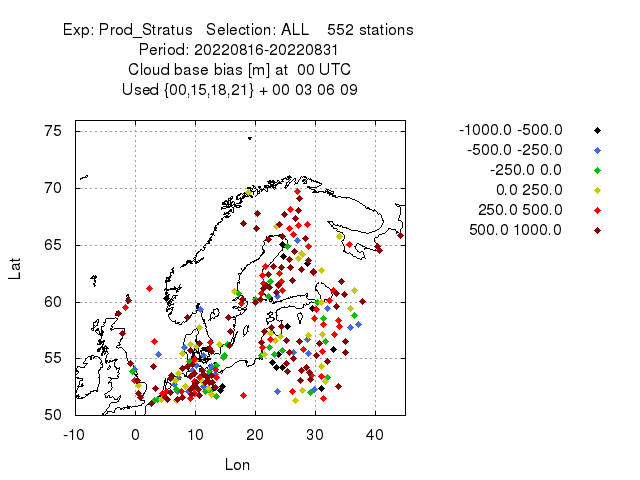 Exp: Prod_Stratus   Selection: ALL    552 stations
Period: 20220816-20220831
Cloud base bias [m] at  00 UTC
Used {00,15,18,21} + 00 03 06 09
-1000.0 -500.0
-500.0 -250.0
-250.0 0.0
0.0 250.0
250.0 500.0
500.0 1000.0
75
70
65
60
55
50
Lat
-10 0 10 20 30 40
Lon